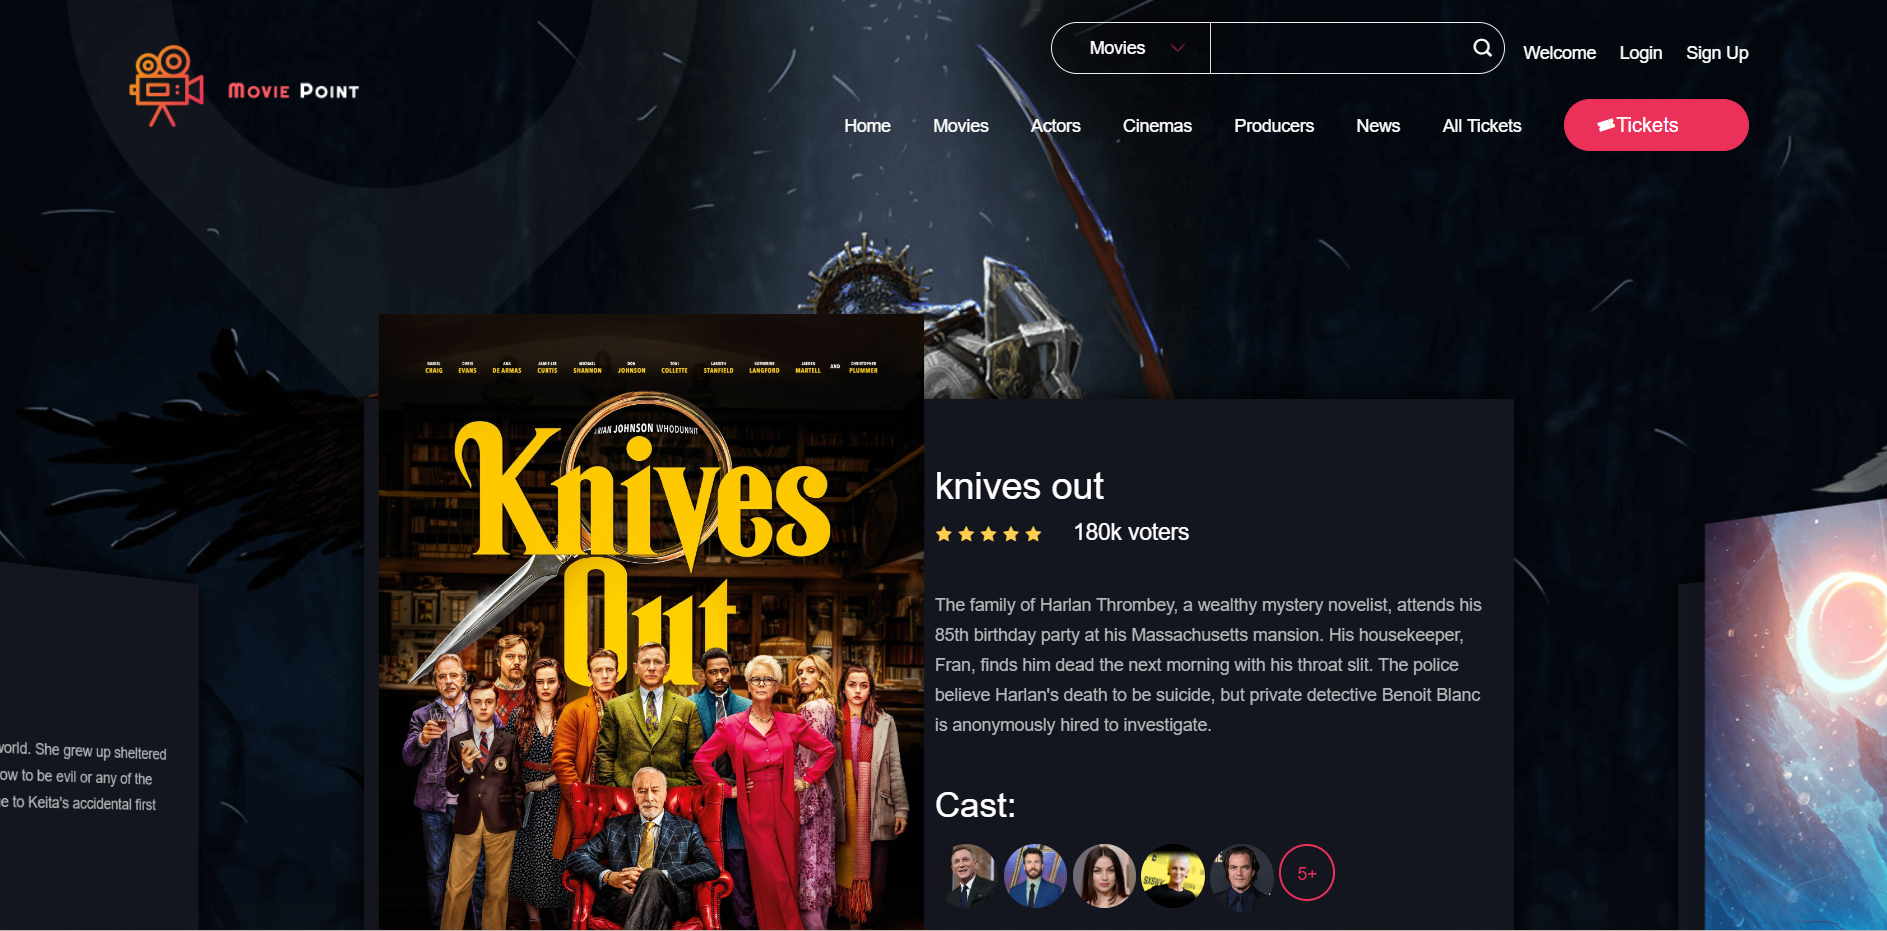 Movies
Welcome
Login
Sign Up
Movie Point
Home
Movies
Actors
Cinemas
Producers
News
All Tickets
Tickets
DANIEL CRAIG
CHRIS EVANS
ANA DE ARMAS
JAMIE LEE CURTIS
MICHAEL SHANNON
DON JOHNSON
TONI COLLETTE
LAKEITH STANFIELD
KATHERINE LANGFORD
JAEDEN MARTELL
AND
CHRISTOPHER PLUMMER
A RIAN JOHNSON WHODUNNIT
Knives
Out
knives out
180k voters
The family of Harlan Thrombey, a wealthy mystery novelist, attends his
85th birthday party at his Massachusetts mansion. His housekeeper,
Fran, finds him dead the next morning with his throat slit. The police
believe Harlan's death to be suicide, but private detective Benoit Blanc
is anonymously hired to investigate.
Cast:
SXSW
5+
world. She grew up sheltered
ow to be evil or any of the
e to Keita's accidental first